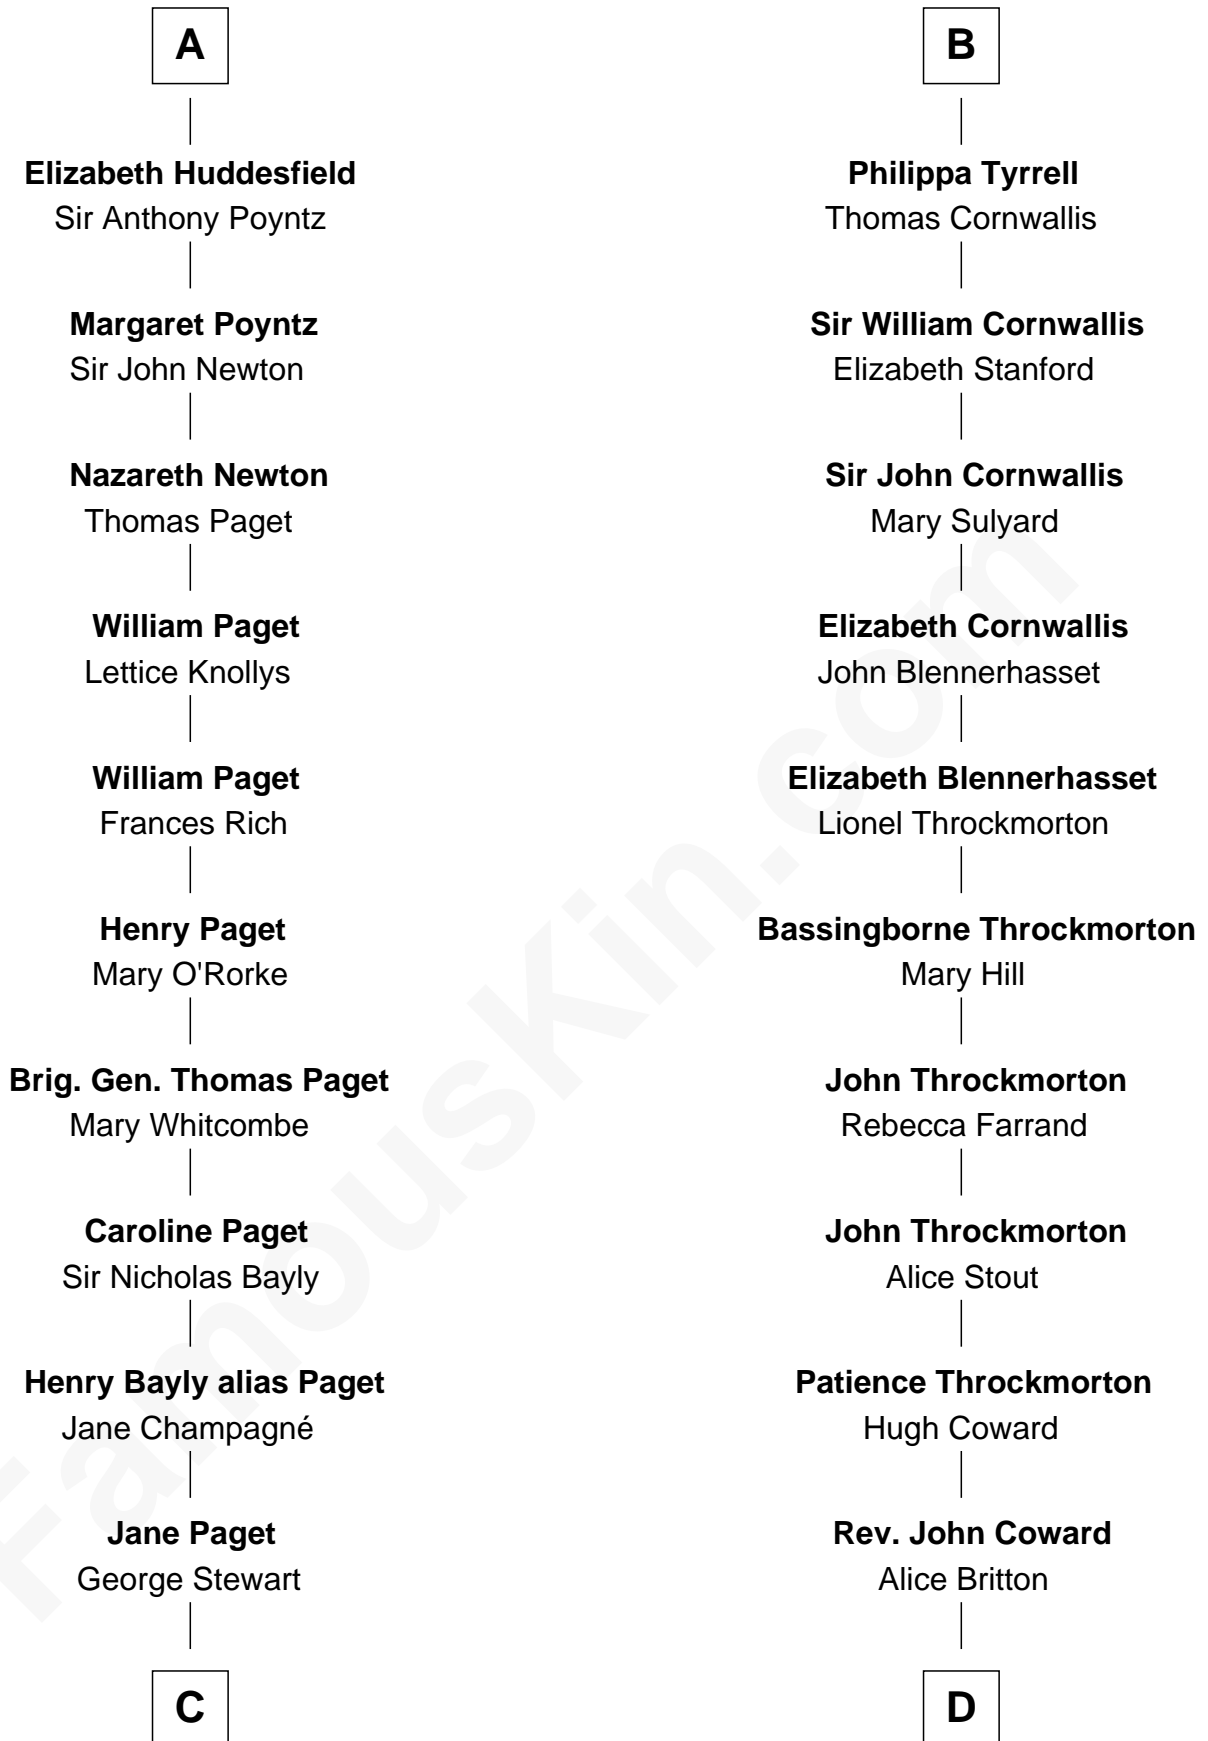 A
Elizabeth Huddesfield
Sir Anthony Poyntz
Margaret Poyntz
Sir John Newton
Nazareth Newton
Thomas Paget
William Paget
Lettice Knollys
William Paget
Frances Rich
Henry Paget
Mary O'Rorke
Brig. Gen. Thomas Paget
Mary Whitcombe
Caroline Paget
Sir Nicholas Bayly
Henry Bayly alias Paget
Jane Champagné
Jane Paget
George Stewart
C
B
Philippa Tyrrell
Thomas Cornwallis
Sir William Cornwallis
Elizabeth Stanford
Sir John Cornwallis
Mary Sulyard
Elizabeth Cornwallis
John Blennerhasset
Elizabeth Blennerhasset
Lionel Throckmorton
Bassingborne Throckmorton
Mary Hill
John Throckmorton
Rebecca Farrand
John Throckmorton
Alice Stout
Patience Throckmorton
Hugh Coward
Rev. John Coward
Alice Britton
D
FamousKin.com